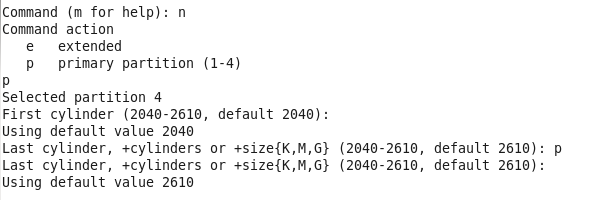 Command (m for help): n
Command action
   e   extended
   p   primary partition (1-4)
p
Selected partition 4
First cylinder (2040-2610, default 2040):
Using default value 2040
Last cylinder, +cylinders or +size{K,M,G} (2040-2610, default 2610): p
Last cylinder, +cylinders or +size{K,M,G} (2040-2610, default 2610):
Using default value 2610